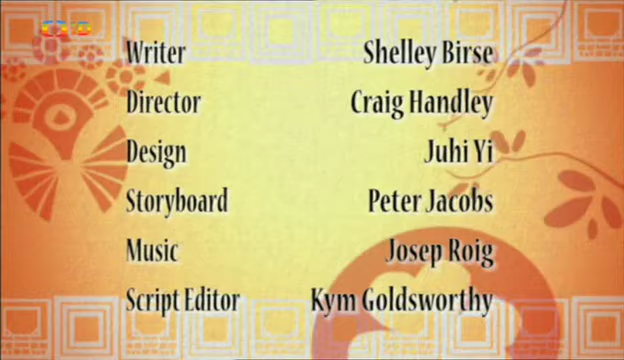 Writer Shelley Birse
Director Craig Handley
Design Juhi Yi
Storyboard Peter Jacobs
Music Josep Roig
Script Editor Kym Goldsworthy